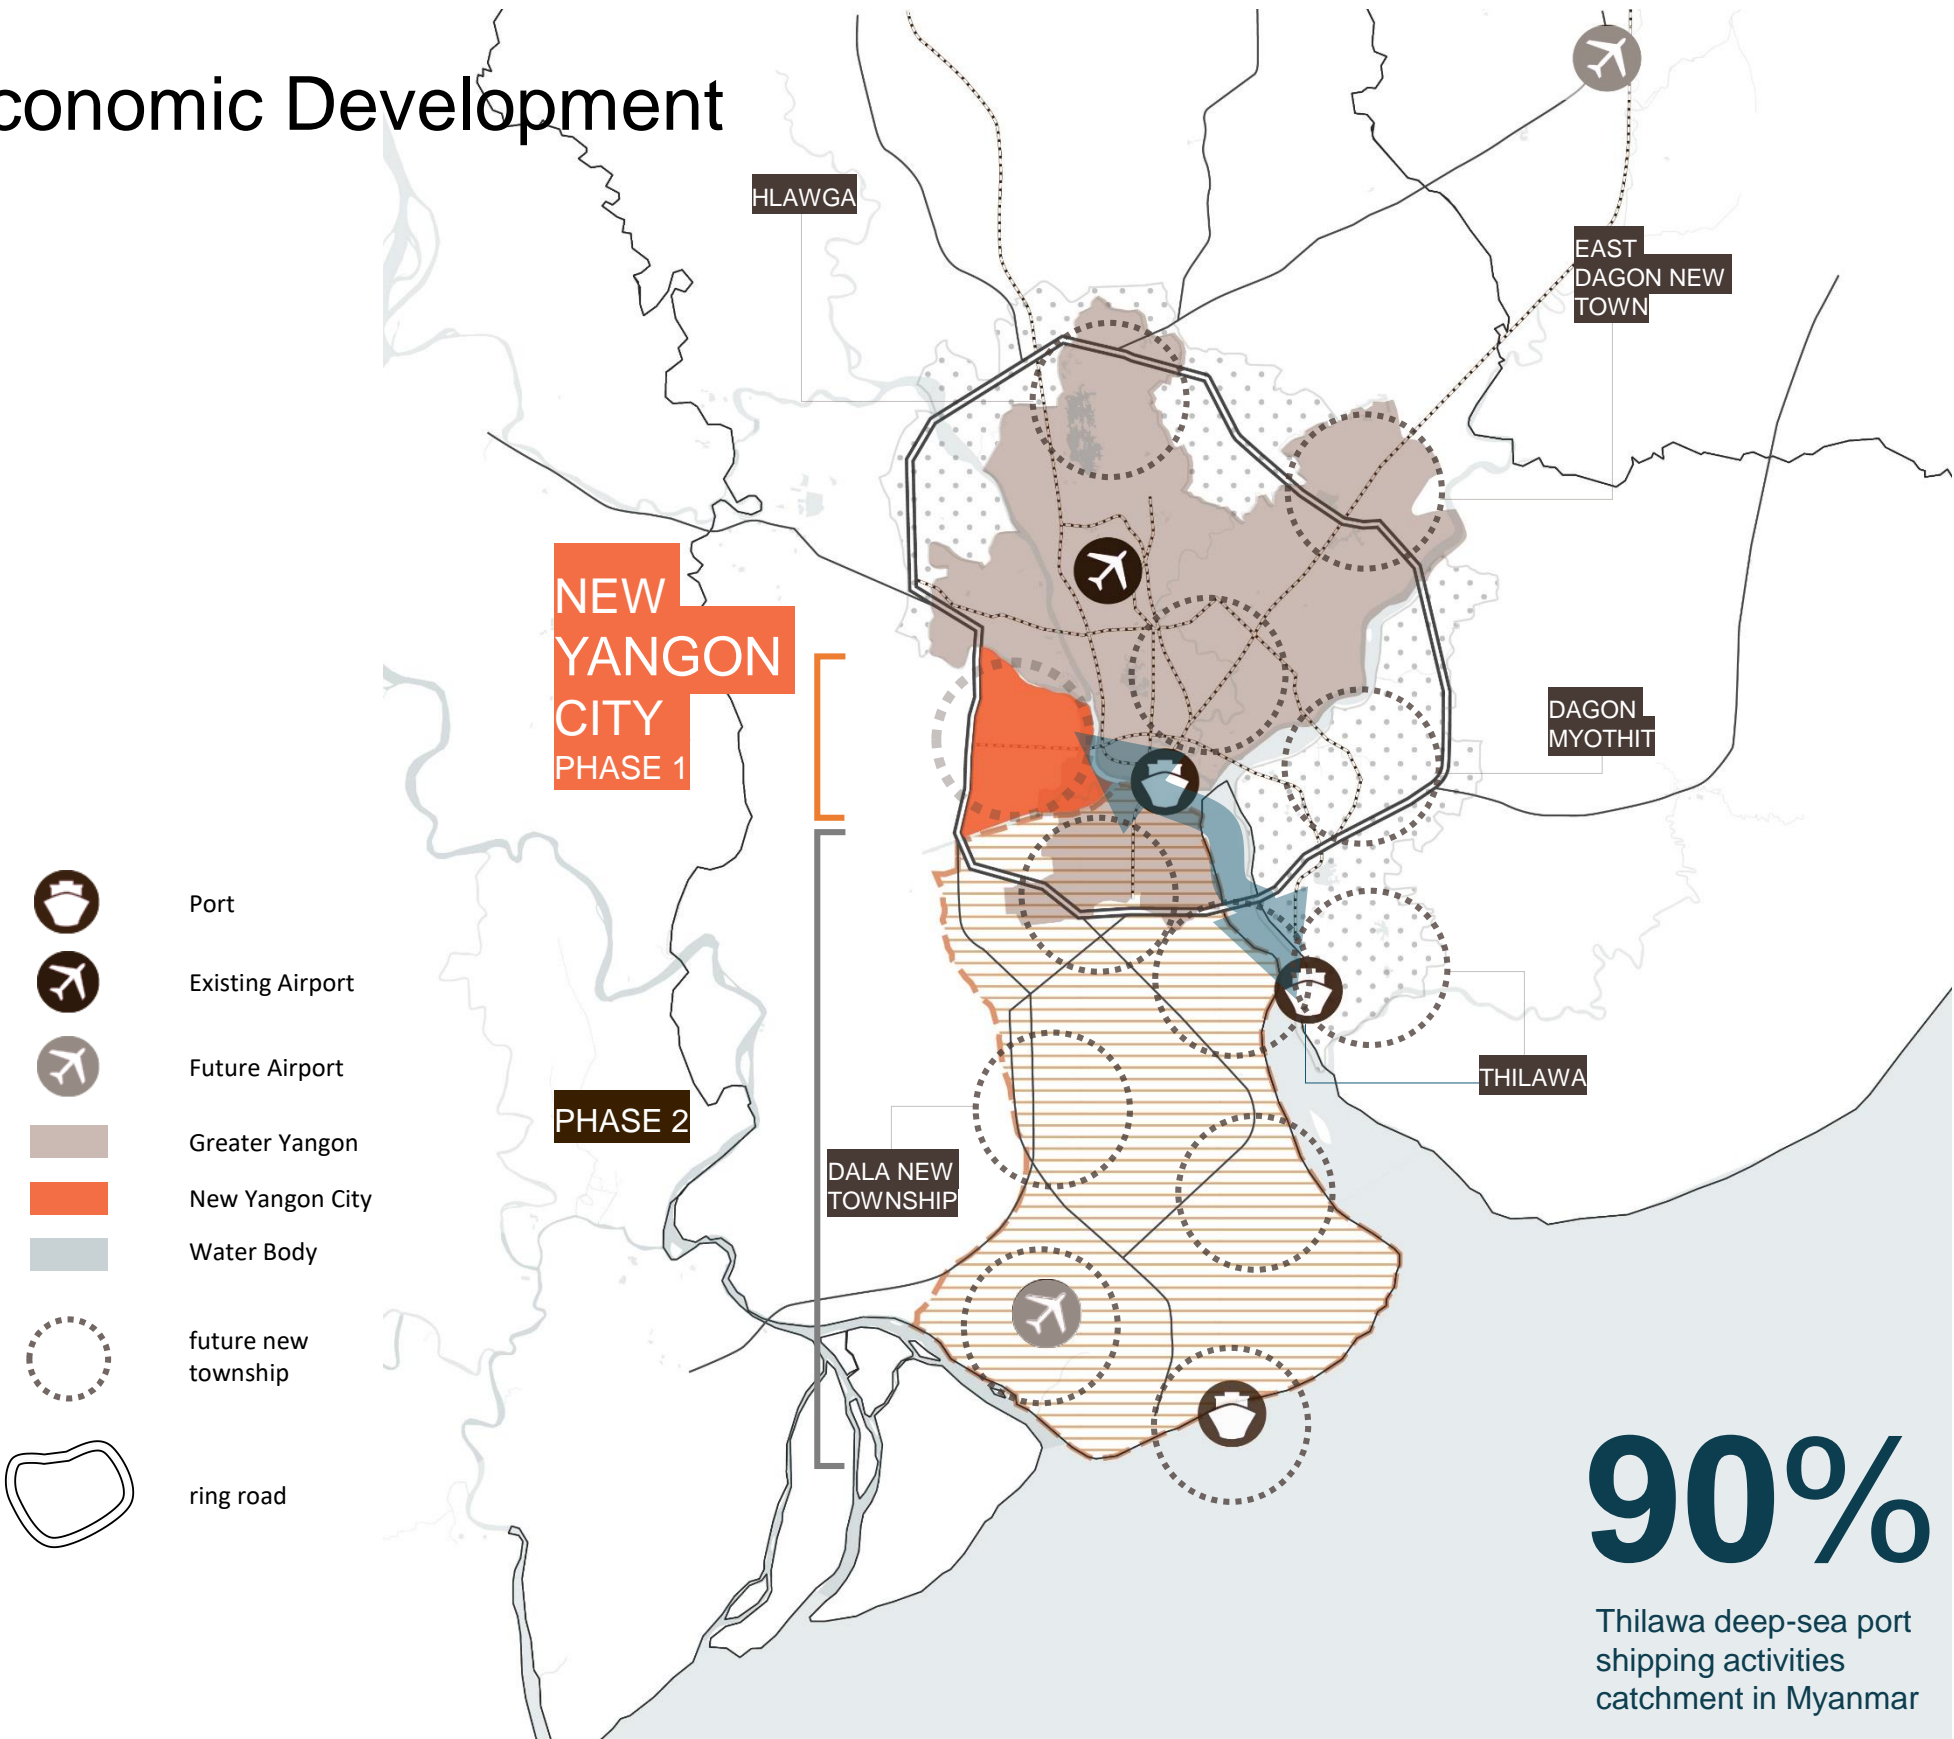 conomic Development
HLAWGA
EAST
DAGON NEW
TOWN
NEW
YANGON
CITY
PHASE 1
DAGON
MYOTHIT
Port
Existing Airport
Future Airport
Greater Yangon
New Yangon City
Water Body
future new
township
ring road
PHASE 2
THILAWA
DALA NEW
TOWNSHIP
90%
Thilawa deep-sea port
shipping activities
catchment in Myanmar